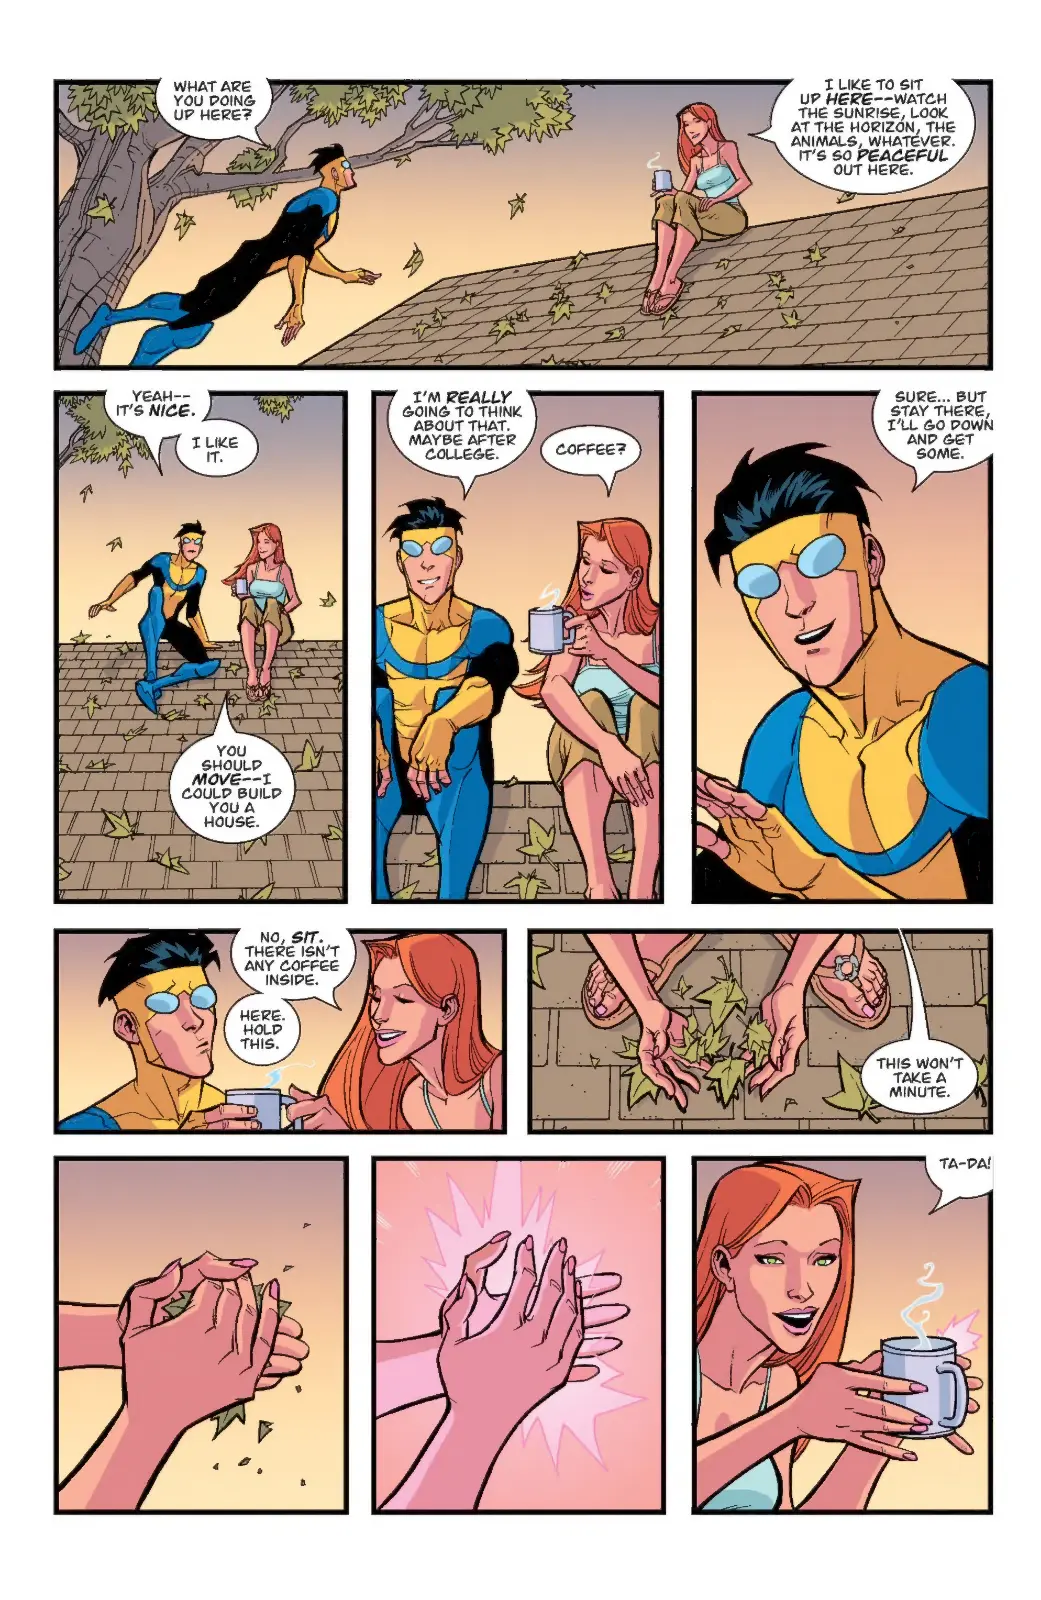 WHAT ARE
YOU DOING
UP HERE?
I LIKE TO SIT
UP HERE--WATCH
THE SUNRISE, LOOK
AT THE HORIZON, THE
ANIMALS, WHATEVER.
IT'S SO PEACEFUL
OUT HERE.
YEAH--
IT'S NICE.
I LIKE
IT.
YOU
SHOULD
MOVE--I
COULD BUILD
YOU A
HOUSE.
I'M REALLY
GOING TO THINK
ABOUT THAT.
MAYBE AFTER
COLLEGE.
COFFEE?
SURE... BUT
STAY THERE,
I'LL GO DOWN
AND GET
SOME.
NO, SIT.
THERE ISN'T
ANY COFFEE
INSIDE.
HERE.
HOLD
THIS.
THIS WON'T
TAKE A
MINUTE.
TA-DA!